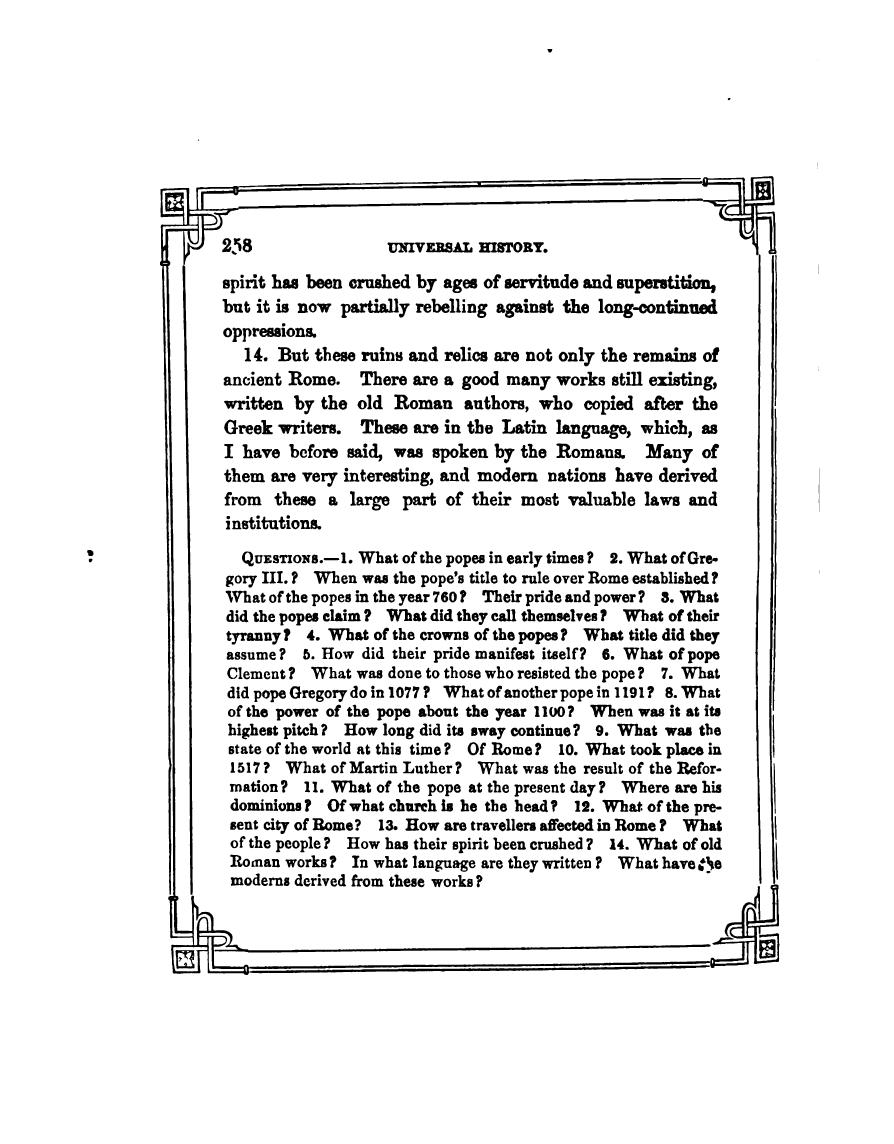 258 UNIVERSAL HISTORY.
spirit has been crushed by ages of servitude and superstition,
but it is now partially rebelling against the long-continued
oppressions.
14. But these ruins and relics are not only the remains of
ancient Rome. There are a good many works still existing,
written by the old Roman authors, who copied after the
Greek writers. These are in the Latin language, which, as
I have before said, was spoken by the Romans. Many of
them are very interesting, and modern nations have derived
from these a large part of their most valuable laws and
institutions.
QUESTIONS.—1. What of the popes in early times? 2. What of Gre-
gory III.? When was the pope's title to rule over Rome established?
What of the popes in the year 760? Their pride and power? 3. What
did the popes claim? What did they call themselves? What of their
tyranny? 4. What of the crowns of the popes? What title did they
assume? 5. How did their pride manifest itself? 6. What of pope
Clement? What was done to those who resisted the pope? 7. What
did pope Gregory do in 1077? What of another pope in 1191? 8. What
of the power of the pope about the year 1100? When was it at its
highest pitch? How long did its sway continue? 9. What was the
state of the world at this time? Of Rome? 10. What took place in
1517? What of Martin Luther? What was the result of the Refor-
mation? 11. What of the pope at the present day? Where are his
dominions? Of what church is he the head? 12. What of the pre-
sent city of Rome? 13. How are travellers affected in Rome? What
of the people? How has their spirit been crushed? 14. What of old
Roman works? In what language are they written? What have the
moderns derived from these works?